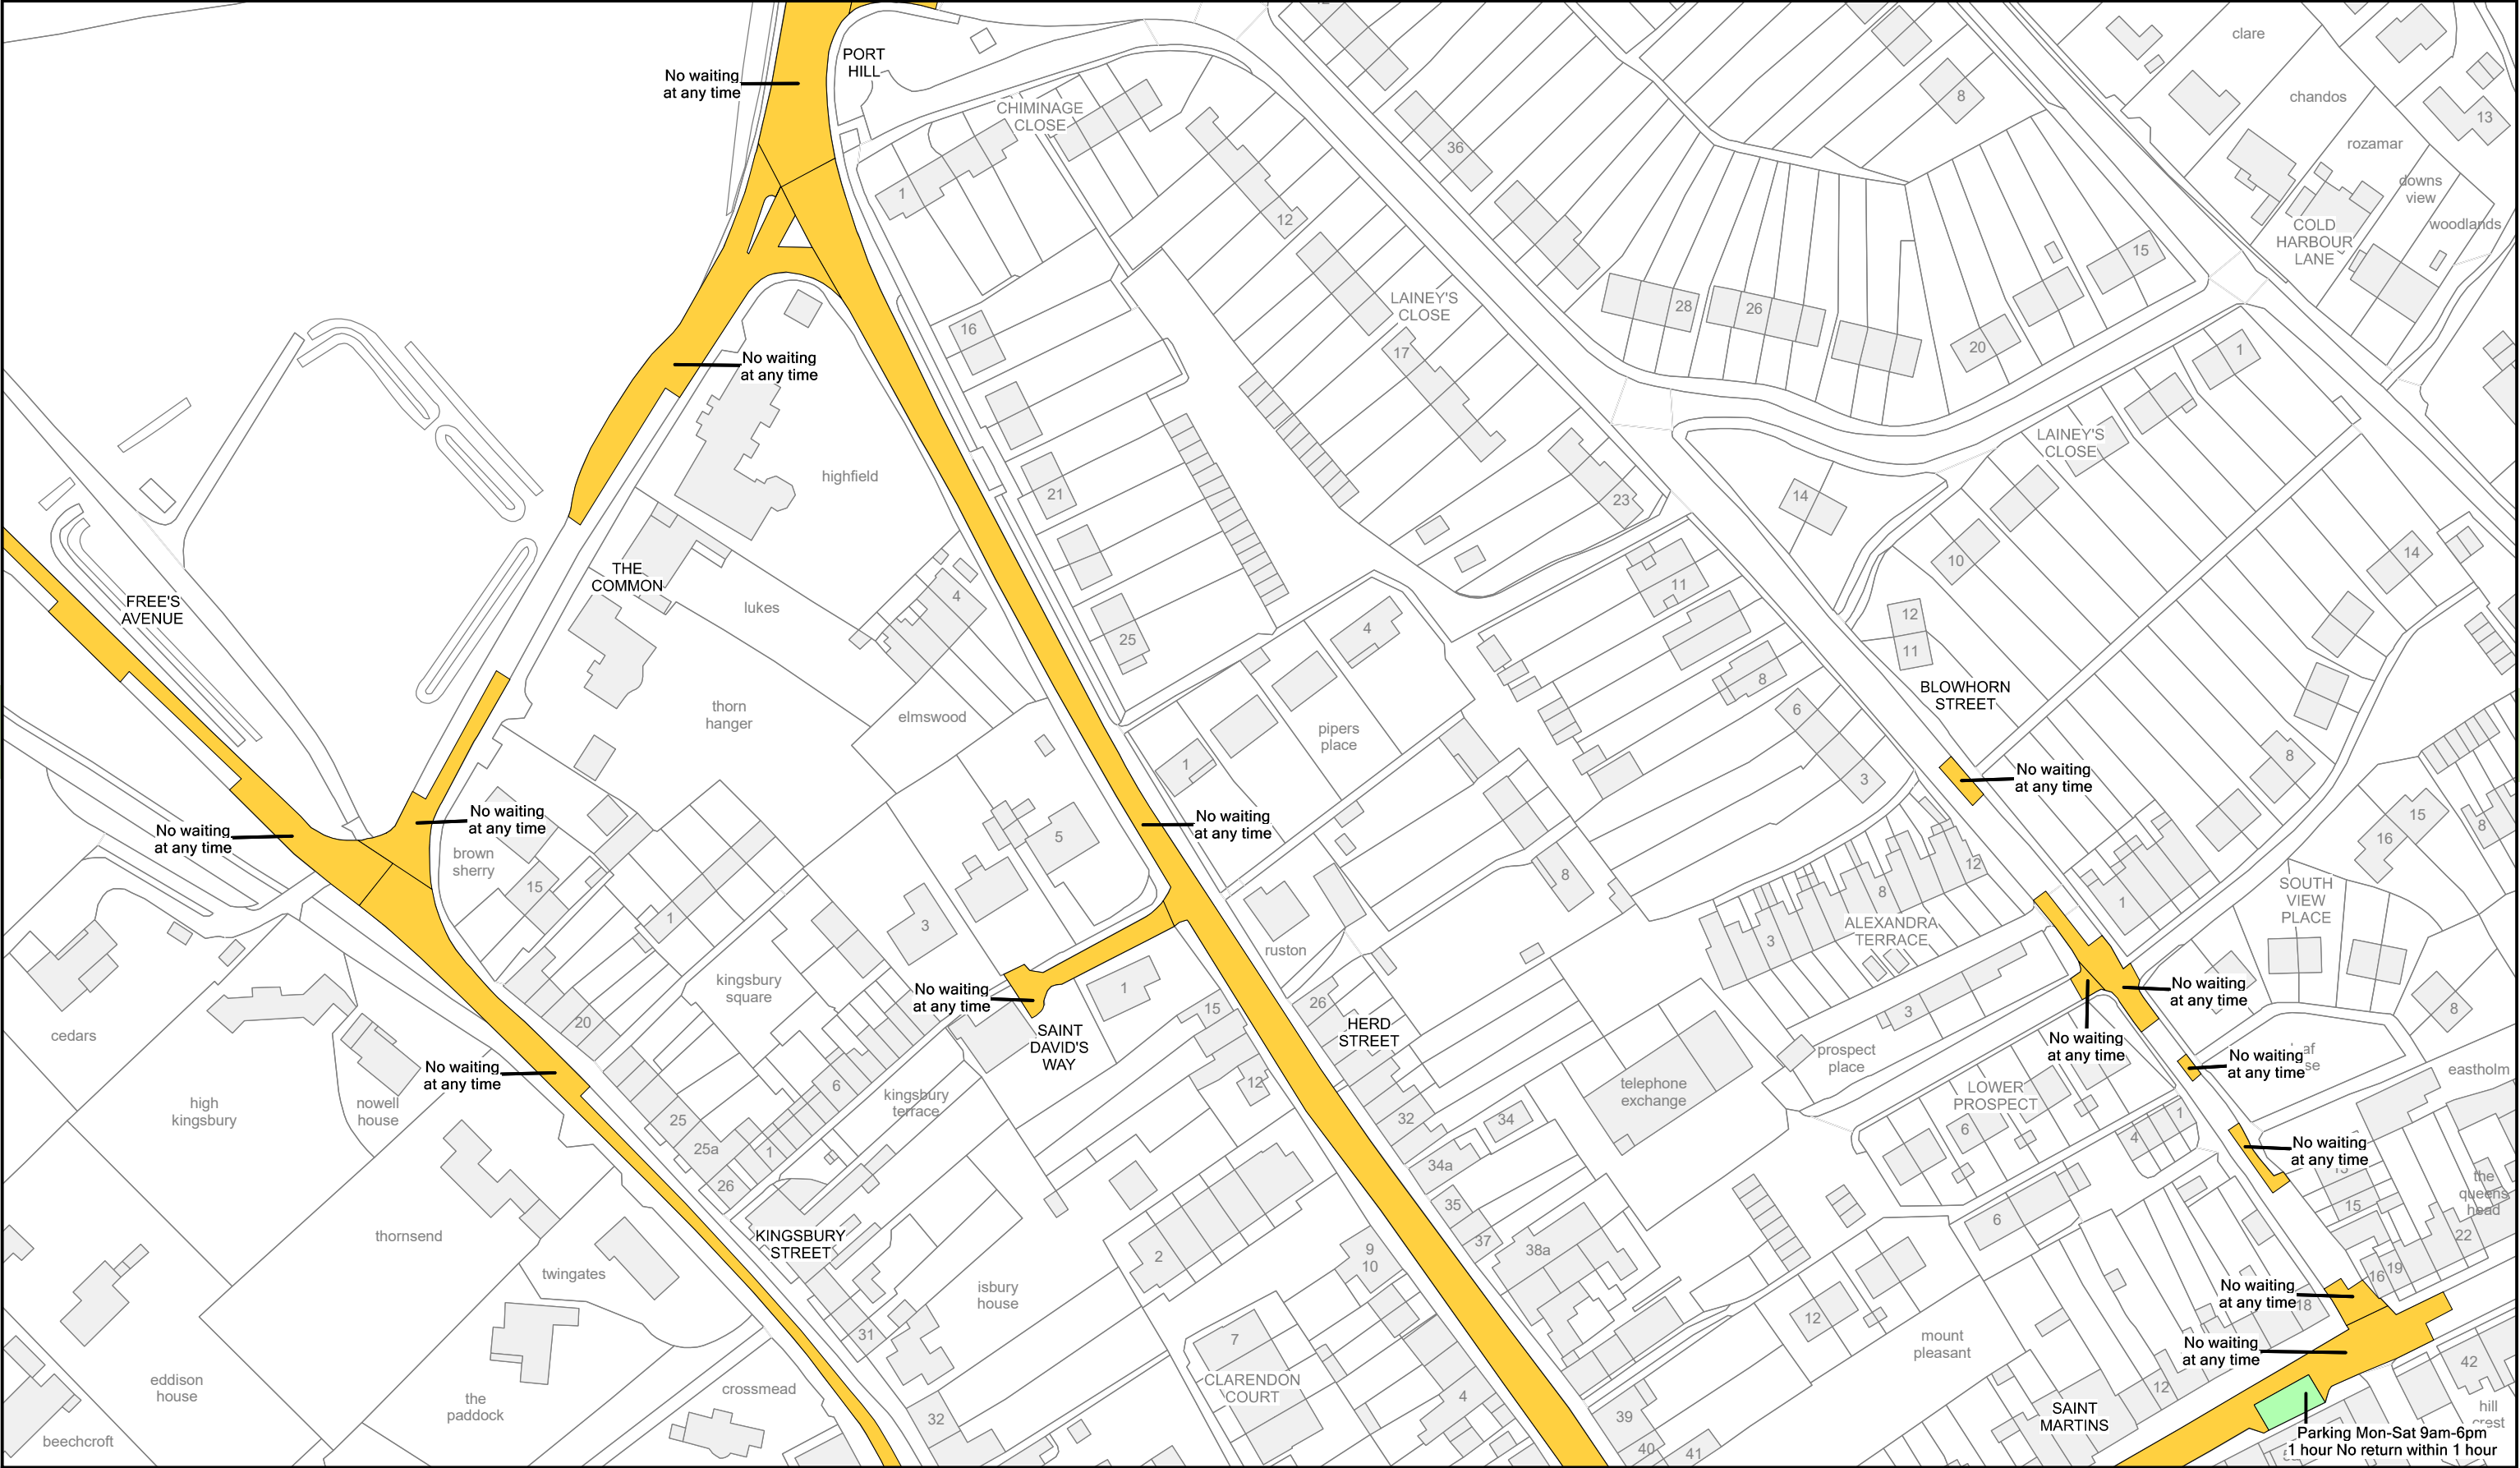 clare
PORT
HILL
No waiting
at any time
8
chandos
13
CHIMINAGE
CLOSE
36
rozamar
1
12
downs
view
COLD
HARBOUR
LANE
woodlands
15
LAINEY'S
CLOSE
28
26
16
17
20
1
No waiting
at any time
LAINEY'S
CLOSE
highfield
21
23
14
10
14
THE
COMMON
11
FREE'S
AVENUE
lukes
4
12
25
4
11
thorn
hanger
elmswood
pipers
place
8
6
BLOWHORN
STREET
1
3
8
No waiting
at any time
No waiting
at any time
No waiting
at any time
No waiting
at any time
5
15
16
8
brown
sherry
15
8
8
12
1
3
1
SOUTH
VIEW
PLACE
ALEXANDRA
TERRACE
3
ruston
kingsbury
square
No waiting
at any time
1
15
26
3
No waiting
at any time
8
cedars
20
SAINT
DAVID'S
WAY
HERD
STREET
No waiting
at any time
prospect
place
No waiting
at any time
eastholm
No waiting
at any time
6
12
telephone
exchange
LOWER
PROSPECT
high
kingsbury
nowell
house
kingsbury
terrace
25
32
34
6
4
1
25a
1
34a
No waiting
at any time
26
35
15
the
queens
head
thornsend
KINGSBURY
STREET
37
38a
6
22
2
9
10
twingates
isbury
house
16
19
No waiting
at any time
18
31
7
12
mount
pleasant
No waiting
at any time
42
eddison
house
the
paddock
crossmead
CLARENDON
COURT
4
12
32
39
SAINT
MARTINS
hill
crest
beechcroft
40
41
Parking Mon-Sat 9am-6pm
1 hour No return within 1 hour